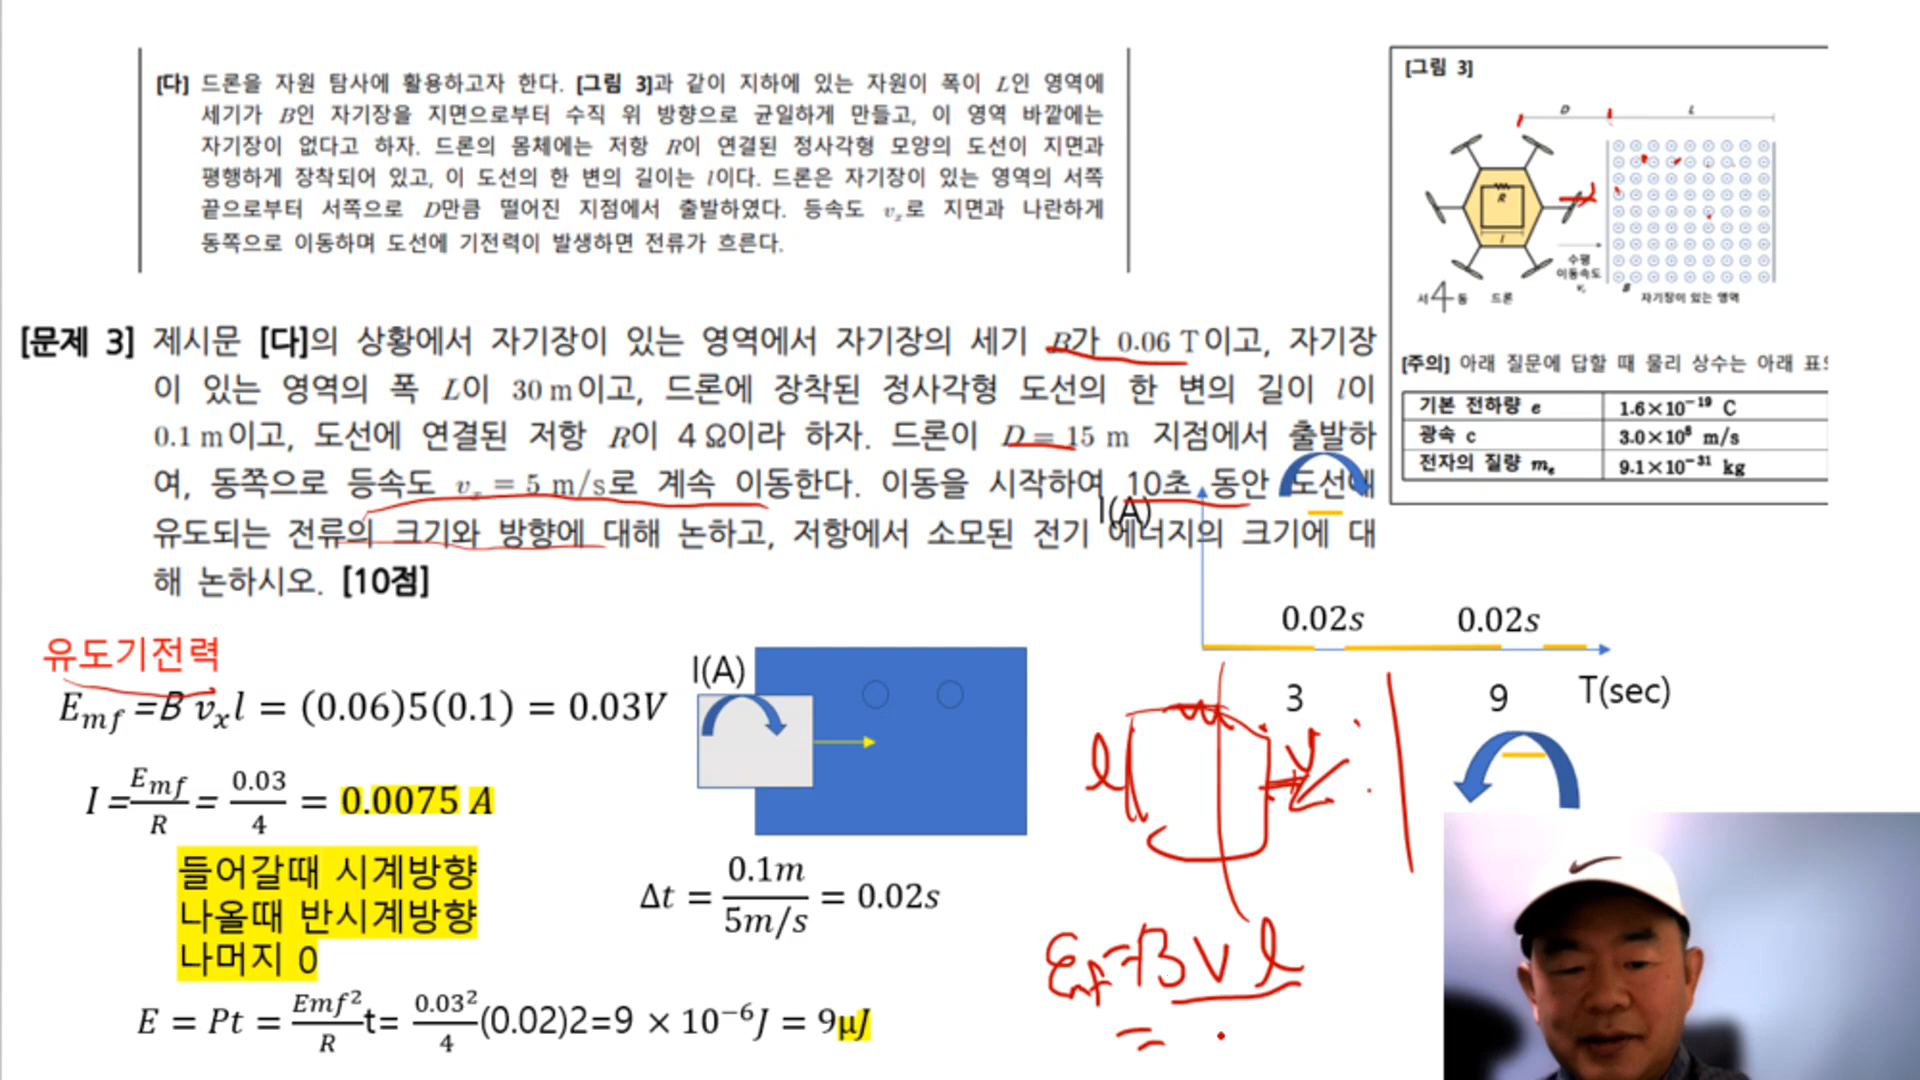 [다] 드론을 자원 탐사에 활용하고자 한다. [그림 3]과 같이 지하에 있는 자원이 폭이 L인 영역에
세기가 B인 자기장을 지면으로부터 수직 위 방향으로 균일하게 만들고, 이 영역 바깥에는
자기장이 없다고 하자. 드론의 몸체에는 저항 R이 연결된 정사각형 모양의 도선이 지면과
평행하게 장착되어 있고, 이 도선의 한 변의 길이는 l이다. 드론은 자기장이 있는 영역의 서쪽
끝으로부터 서쪽으로 D만큼 떨어진 지점에서 출발하였다. 등속도 vₓ로 지면과 나란하게
동쪽으로 이동하며 도선에 기전력이 발생하면 전류가 흐른다.
[그림 3]
D L
R
l
수평
이동속도
vₓ
서 동 드론
B
자기장이 있는 영역
[주의] 아래 질문에 답할 때 물리 상수는 아래 표
기본 전하량 e 1.6×10⁻¹⁹ C
광속 c 3.0×10⁸ m/s
전자의 질량 mₑ 9.1×10⁻³¹ kg
[문제 3] 제시문 [다]의 상황에서 자기장이 있는 영역에서 자기장의 세기 B가 0.06 T이고, 자기장
이 있는 영역의 폭 L이 30 m이고, 드론에 장착된 정사각형 도선의 한 변의 길이 l이
0.1 m이고, 도선에 연결된 저항 R이 4 Ω이라 하자. 드론이 D = 15 m 지점에서 출발하
여, 동쪽으로 등속도 vₓ = 5 m/s로 계속 이동한다. 이동을 시작하여 10초 동안 도선에
유도되는 전류의 크기와 방향에 대해 논하고, 저항에서 소모된 전기 에너지의 크기에 대
해 논하시오. [10점]
I(A)
0.02s 0.02s
3 9 T(sec)
유도기전력
E_mf =B vₓl = (0.06)5(0.1) = 0.03V
I = E_mf/R = 0.03/4 = 0.0075 A
들어갈때 시계방향
나올때 반시계방향
나머지 0
I(A)
Δt = 0.1m/5m/s = 0.02s
E = Pt = Emf²/R t= 0.03²/4 (0.02)2=9 × 10⁻⁶J = 9μJ
l
V
Emf = B V l
=